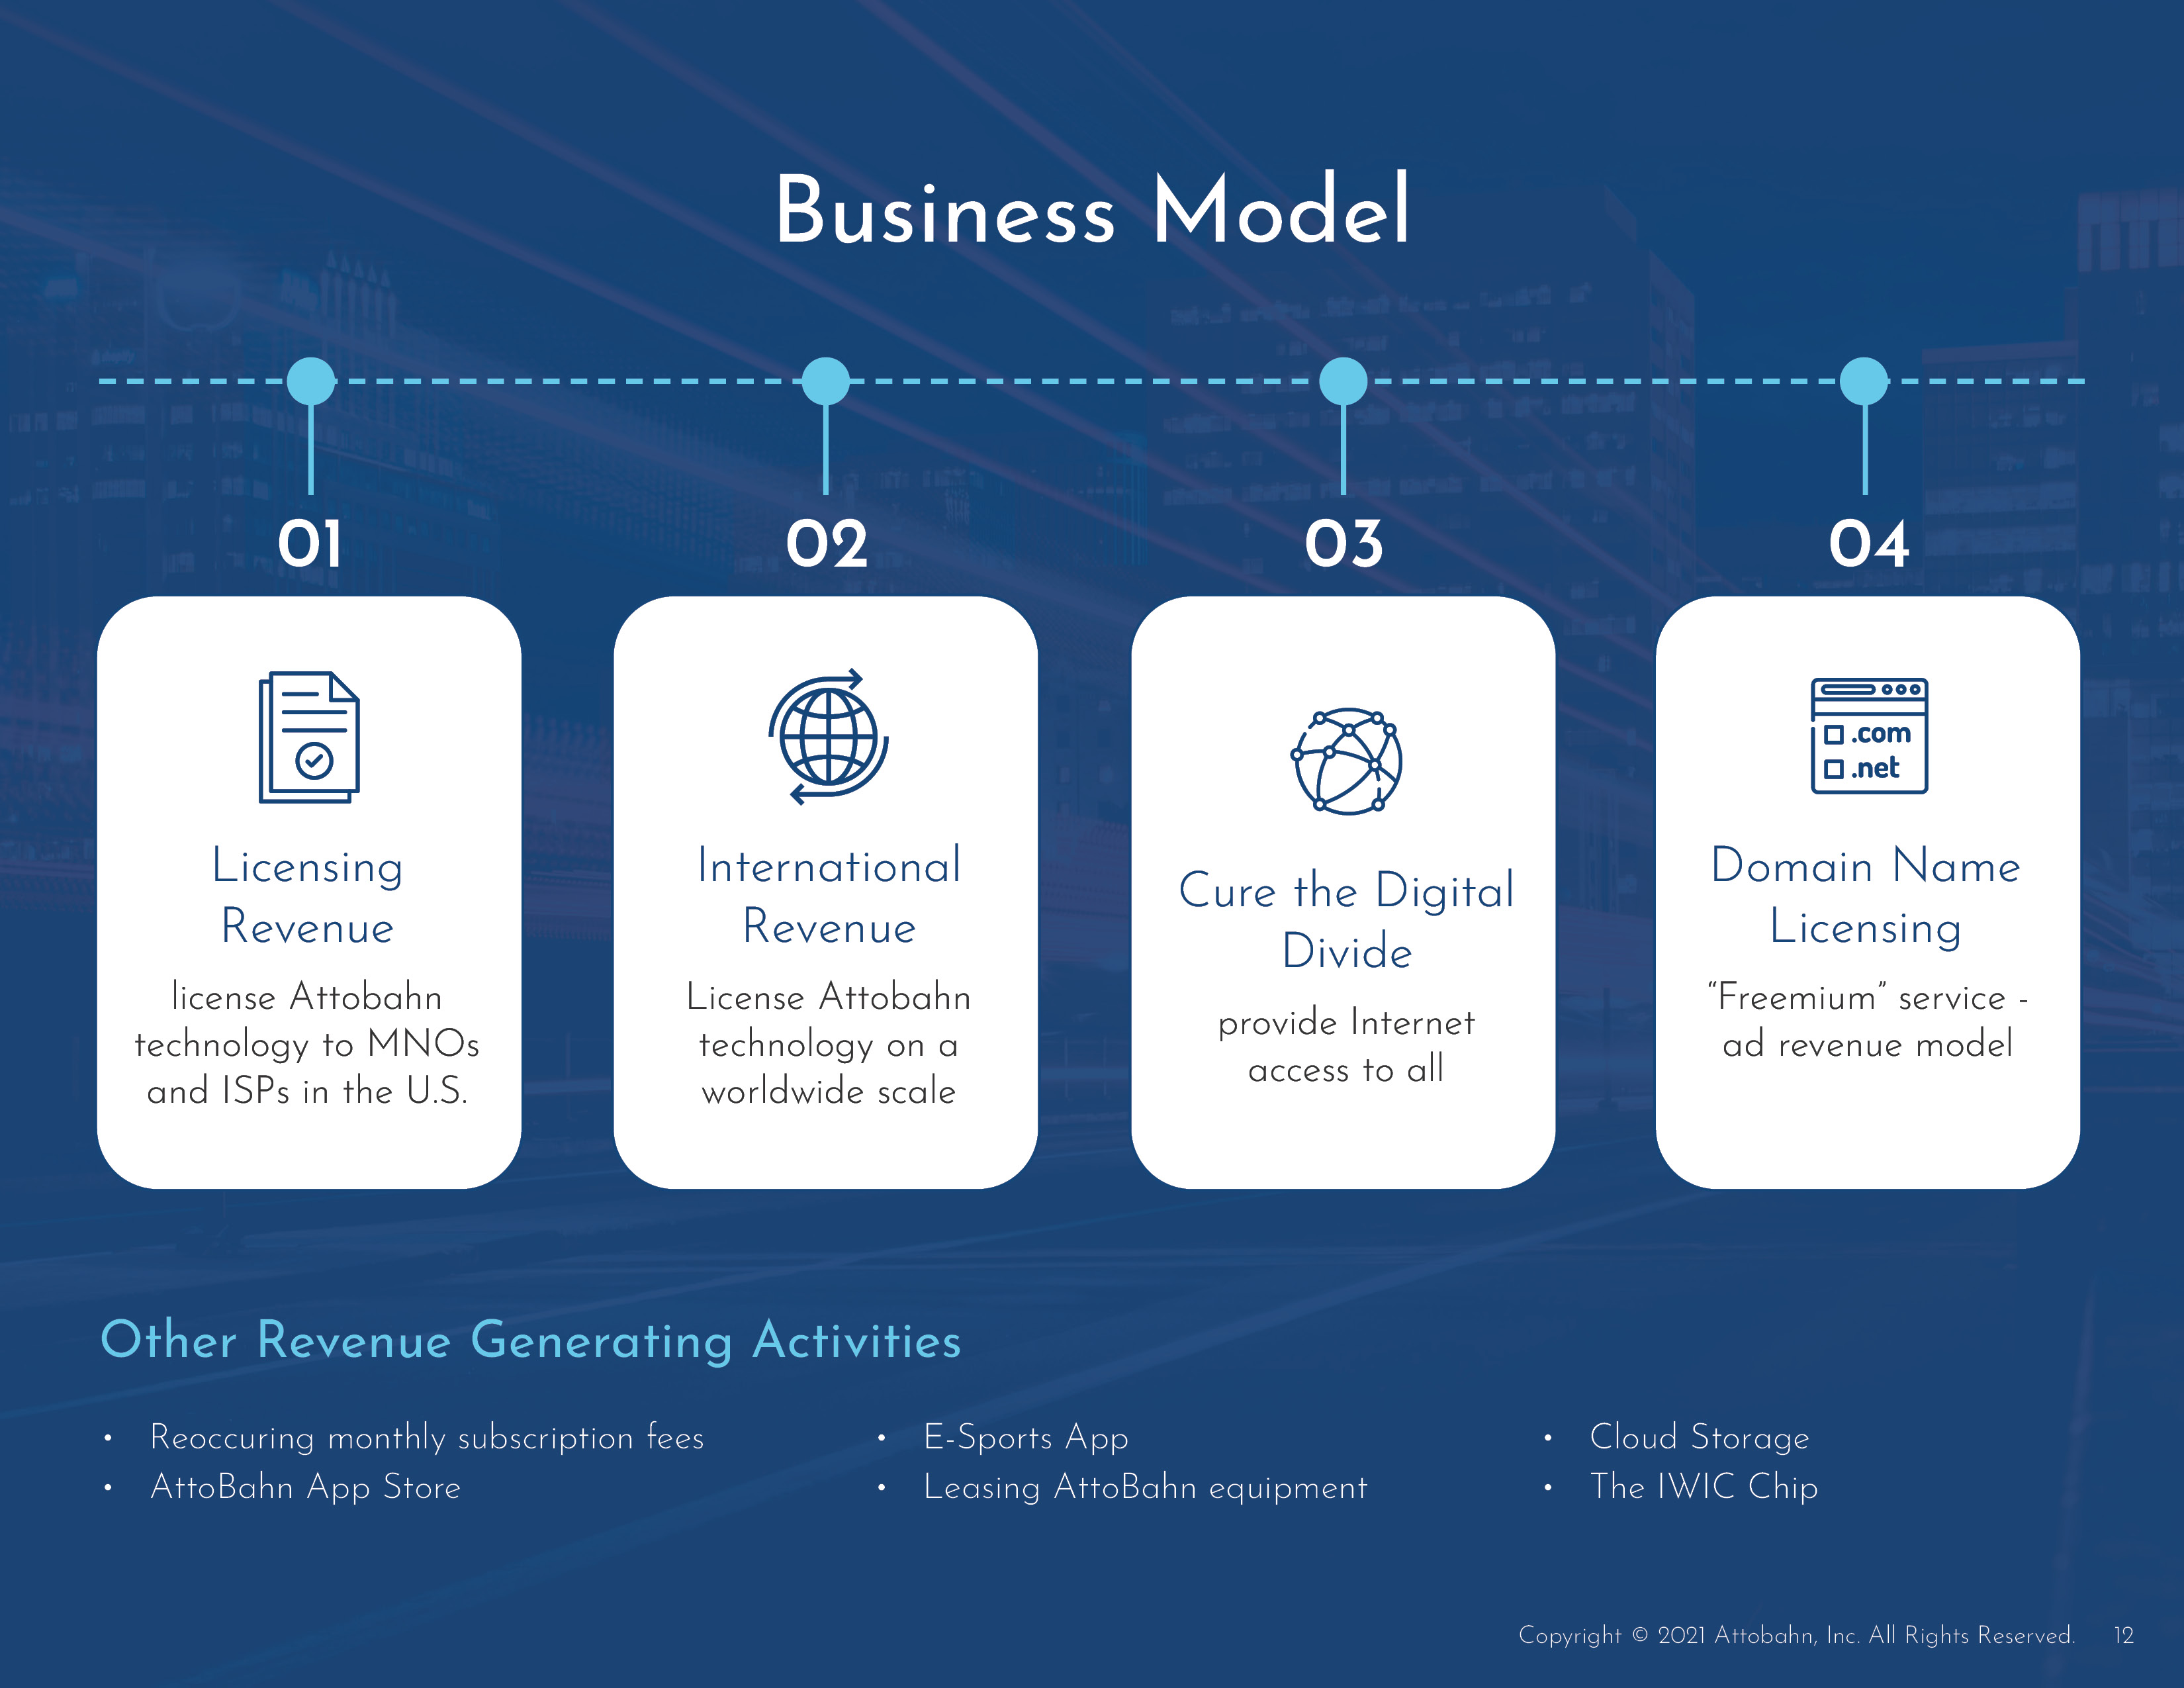 Business Model
01
02
03
04
.com
.net
Licensing
Revenue
license Attobahn
technology to MNOs
and ISPs in the U.S.
International
Revenue
License Attobahn
technology on a
worldwide scale
Cure the Digital
Divide
provide Internet
access to all
Domain Name
Licensing
“Freemium” service -
ad revenue model
Other Revenue Generating Activities
• Reoccuring monthly subscription fees
• AttoBahn App Store
• E-Sports App
• Leasing AttoBahn equipment
• Cloud Storage
• The IWIC Chip
Copyright © 2021 Attobahn, Inc. All Rights Reserved. 12